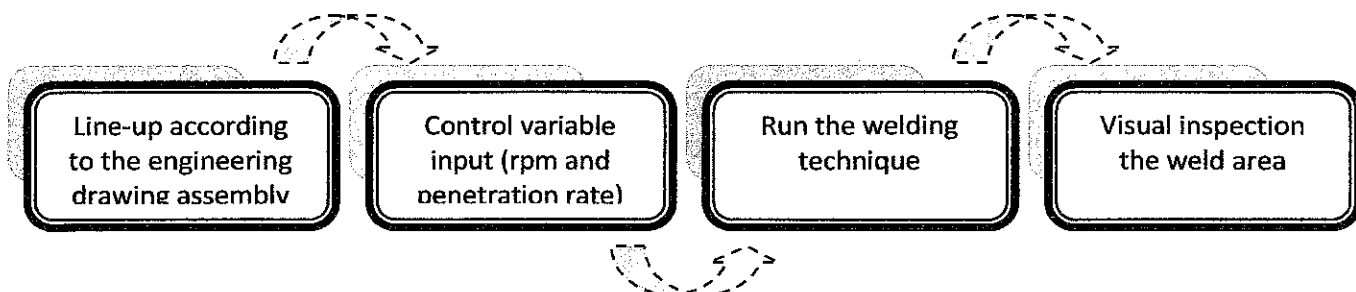 Line-up according
to the engineering
drawing assembly
Control variable
input (rpm and
penetration rate)
Run the welding
technique
Visual inspection
the weld area